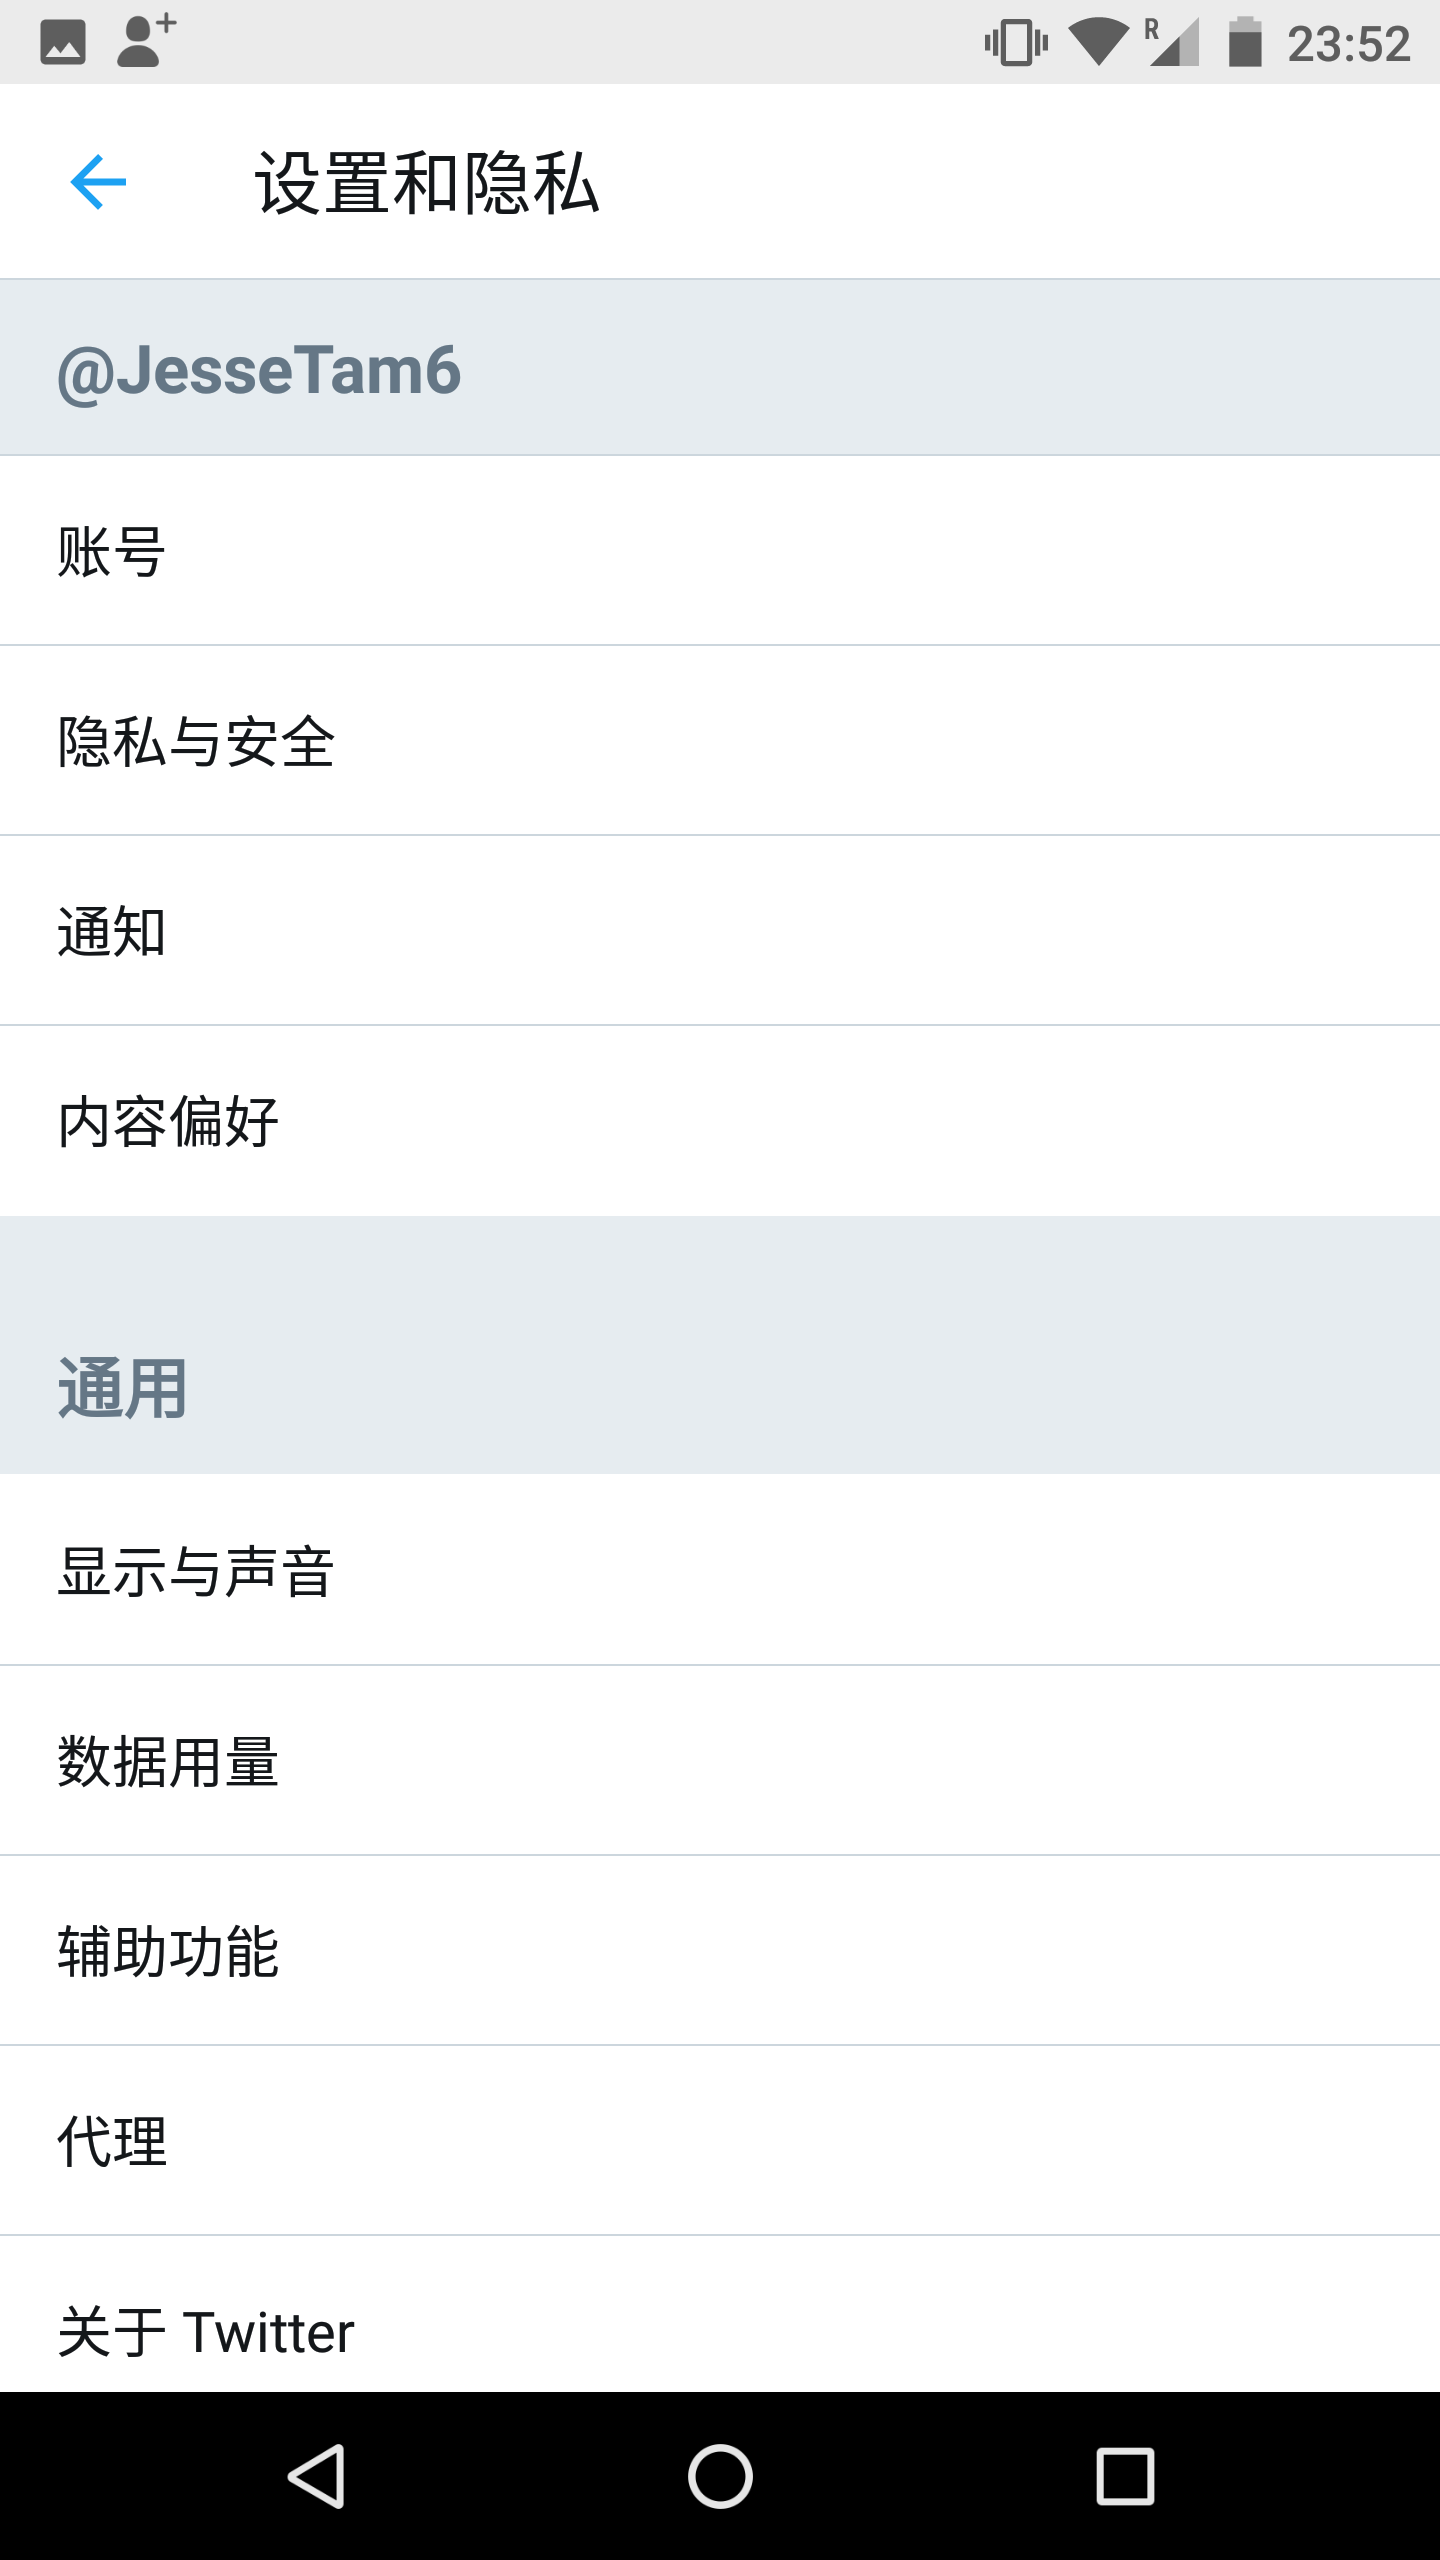 R 23:52
设置和隐私
@JesseTam6
账号
隐私与安全
通知
内容偏好
通用
显示与声音
数据用量
辅助功能
代理
关于 Twitter